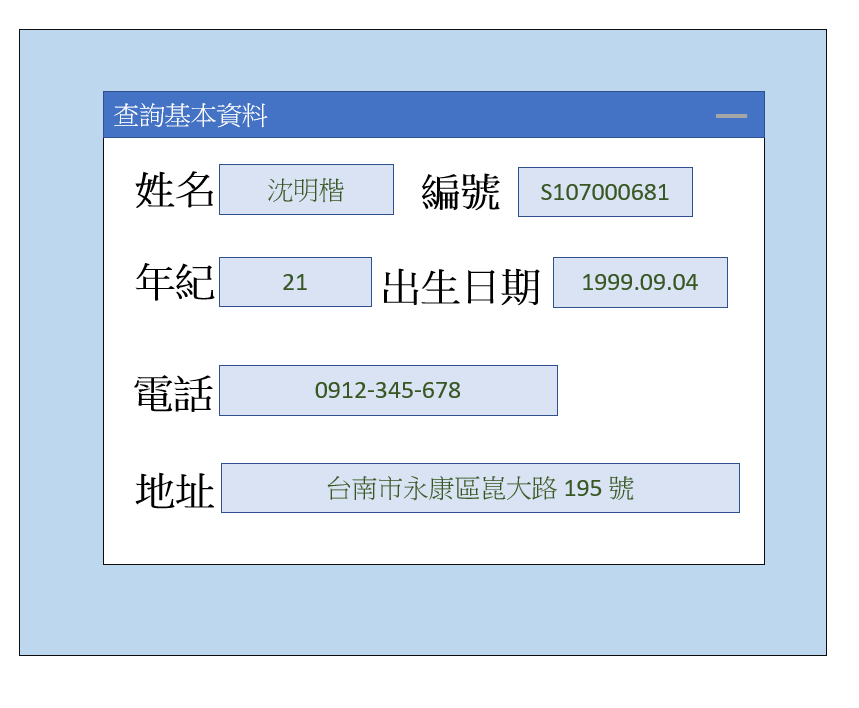 查詢基本資料
姓名 沈明楷 編號 S107000681
年紀 21 出生日期 1999.09.04
電話 0912-345-678
地址 台南市永康區崑大路 195 號